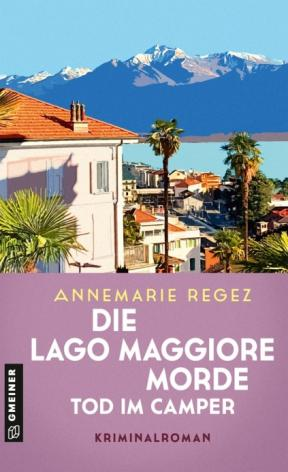 ANNEMARIE REGEZ
DIE
LAGO MAGGIORE
MORDE
TOD IM CAMPER
KRIMINALROMAN
GMEINER